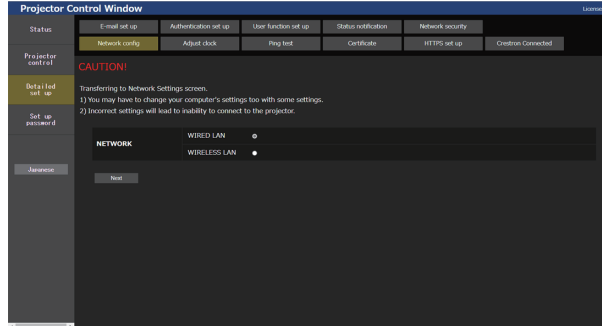 Projector Control Window
License
Status
E-mail set up
Authentication set up
User function set up
Status notification
Network security
Network config
Adjust clock
Ping test
Certificate
HTTPS set up
Crestron Connected
Projector
control
Detailed
set up
Set up
password
Japanese
CAUTION!
Transferring to Network Settings screen.
1) You may have to change your computer's settings too with some settings.
2) Incorrect settings will lead to inability to connect to the projector.
NETWORK
WIRED LAN
WIRELESS LAN
Next